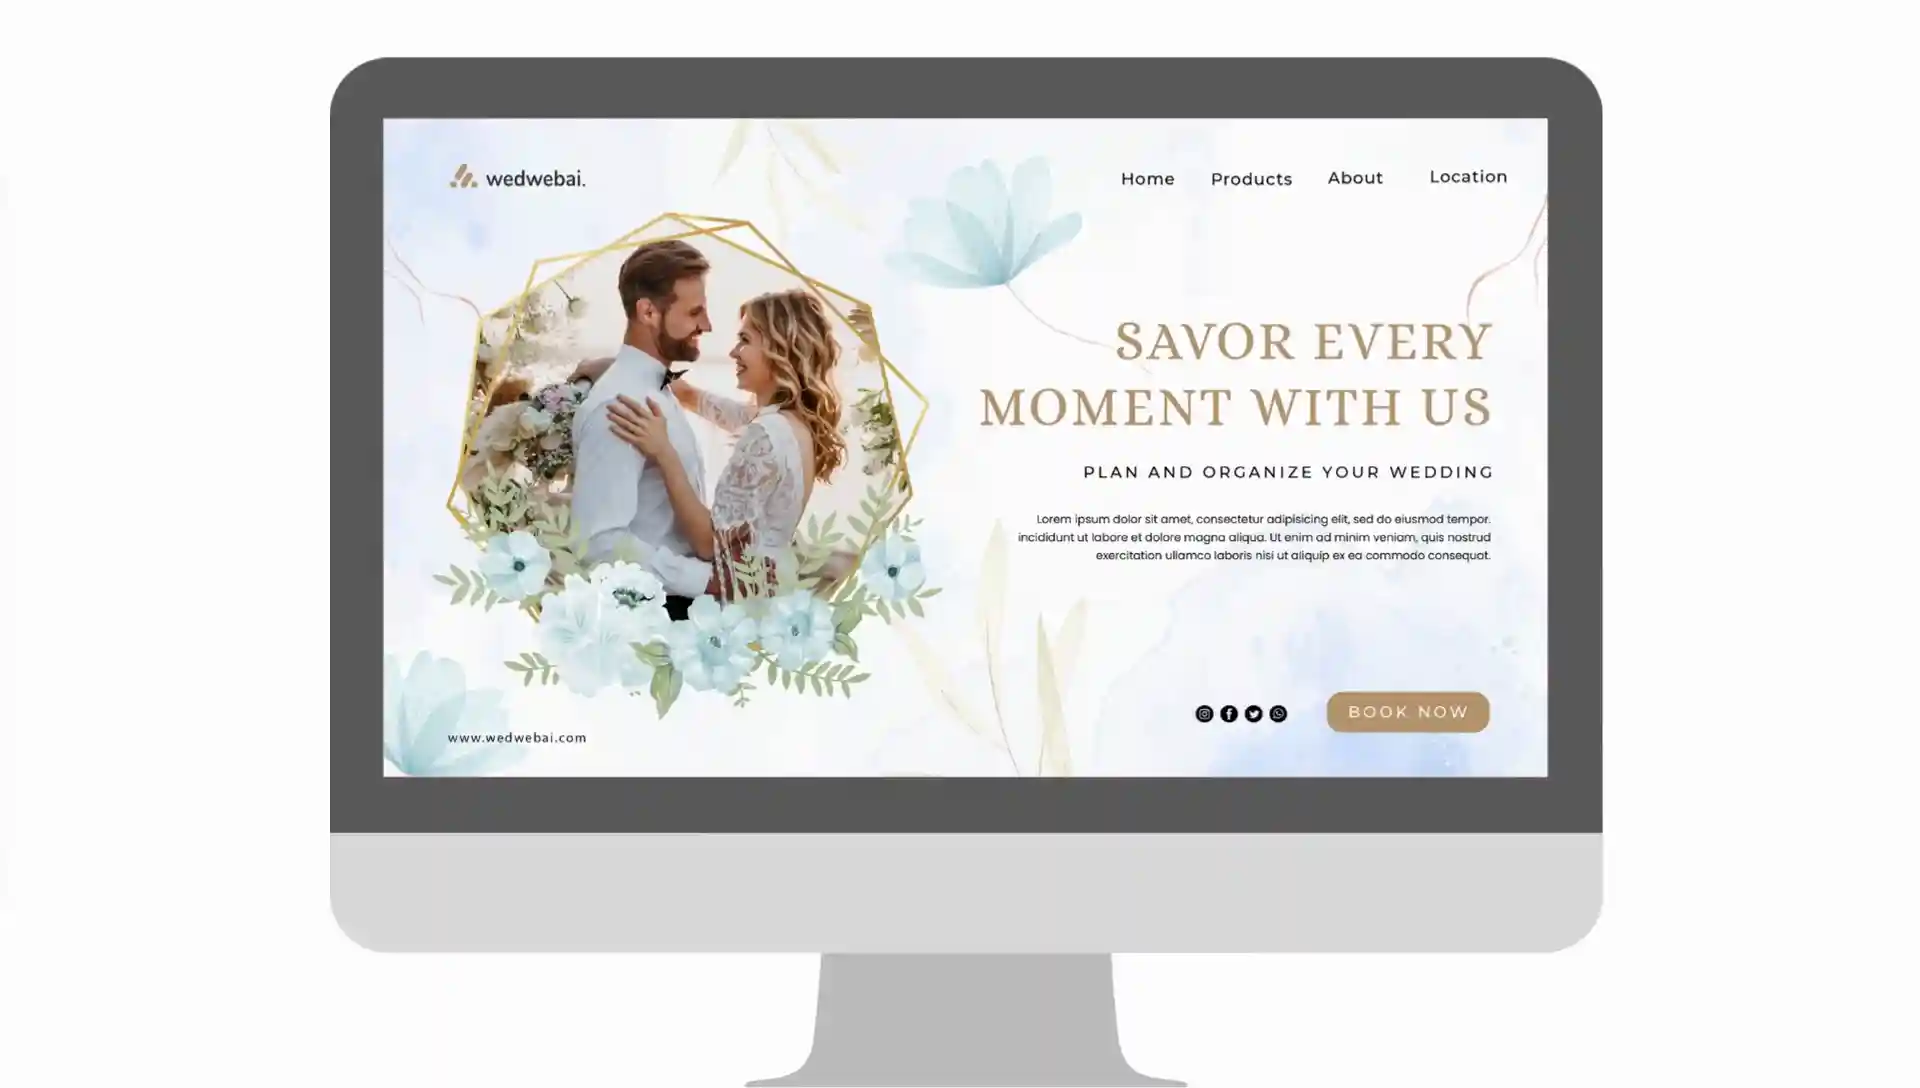 wedwebai.
Home Products About Location
SAVOR EVERY
MOMENT WITH US
PLAN AND ORGANIZE YOUR WEDDING
Lorem ipsum dolor sit amet, consectetur adipisicing elit, sed do eiusmod tempor.
incididunt ut labore et dolore magna aliqua. Ut enim ad minim veniam, quis nostrud
exercitation ullamco laboris nisi ut aliquip ex ea commodo consequat.
BOOK NOW
www.wedwebai.com